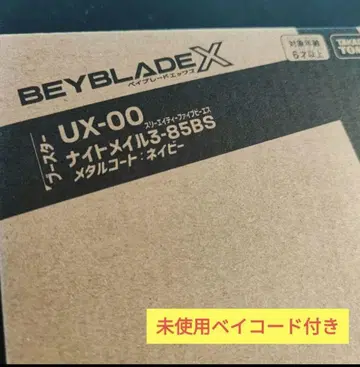 BEYBLADE X
ベイブレードエックス
対象年齢
6才以上
TAKARA
TOMY
ブースター
UX-00
スリーエイティーファイブビーエス
ナイトメイル3-85BS
メタルコート:ネイビー
未使用ベイコード付き